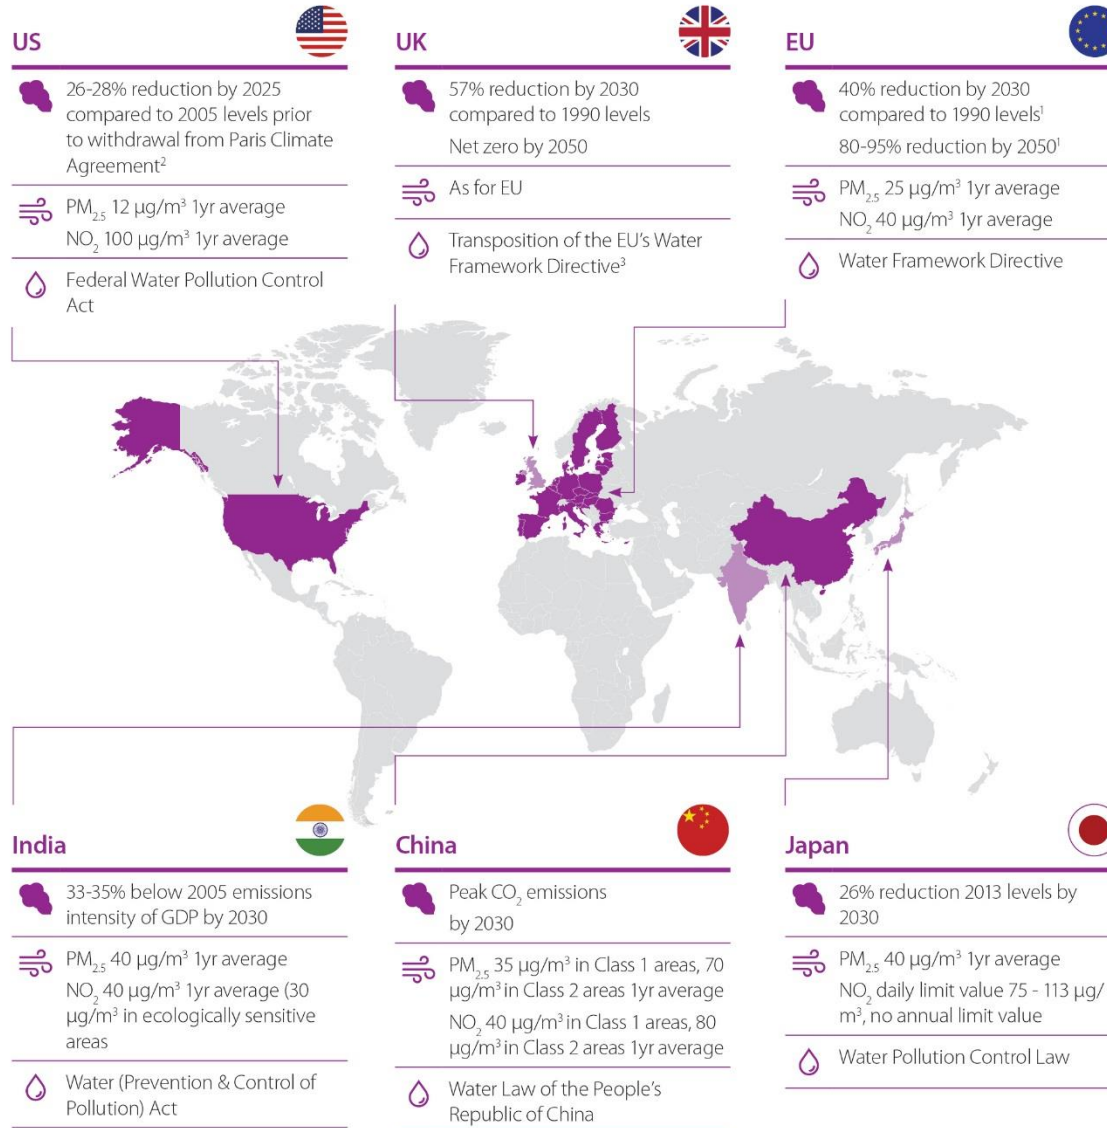 US
26-28% reduction by 2025
compared to 2005 levels prior
to withdrawal from Paris Climate
Agreement²
PM₂.₅ 12 µg/m³ 1yr average
NO₂ 100 µg/m³ 1yr average
Federal Water Pollution Control
Act
UK
57% reduction by 2030
compared to 1990 levels
Net zero by 2050
As for EU
Transposition of the EU's Water
Framework Directive³
EU
40% reduction by 2030
compared to 1990 levels¹
80-95% reduction by 2050¹
PM₂.₅ 25 µg/m³ 1yr average
NO₂ 40 µg/m³ 1yr average
Water Framework Directive
India
33-35% below 2005 emissions
intensity of GDP by 2030
PM₂.₅ 40 µg/m³ 1yr average
NO₂ 40 µg/m³ 1yr average (30
µg/m³ in ecologically sensitive
areas
Water (Prevention & Control of
Pollution) Act
China
Peak CO₂ emissions
by 2030
PM₂.₅ 35 µg/m³ in Class 1 areas, 70
µg/m³ in Class 2 areas 1yr average
NO₂ 40 µg/m³ in Class 1 areas, 80
µg/m³ in Class 2 areas 1yr average
Water Law of the People's
Republic of China
Japan
26% reduction 2013 levels by
2030
PM₂.₅ 40 µg/m³ 1yr average
NO₂ daily limit value 75 - 113 µg/
m³, no annual limit value
Water Pollution Control Law